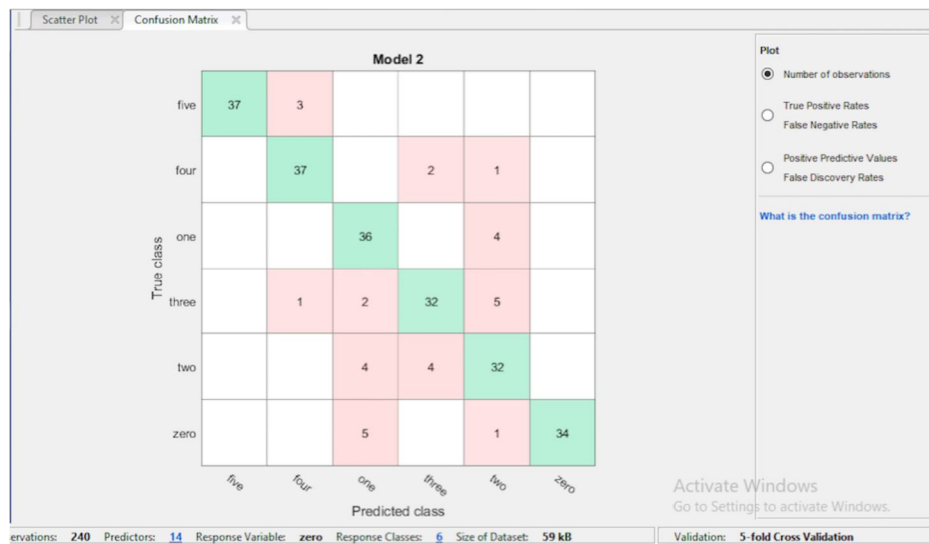 Scatter Plot
Confusion Matrix
Model 2
True class
five 37 3
four 37 2 1
one 36 4
three 1 2 32 5
two 4 4 32
zero 5 1 34
five four one three two zero
Predicted class
Plot
Number of observations
True Positive Rates
False Negative Rates
Positive Predictive Values
False Discovery Rates
What is the confusion matrix?
Activate Windows
Go to Settings to activate Windows.
ervations: 240 Predictors: 14 Response Variable: zero Response Classes: 6 Size of Dataset: 59 kB Validation: 5-fold Cross Validation